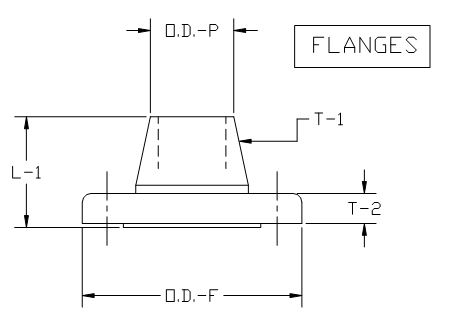 O.D.-P
FLANGES
T-1
L-1
T-2
O.D.-F